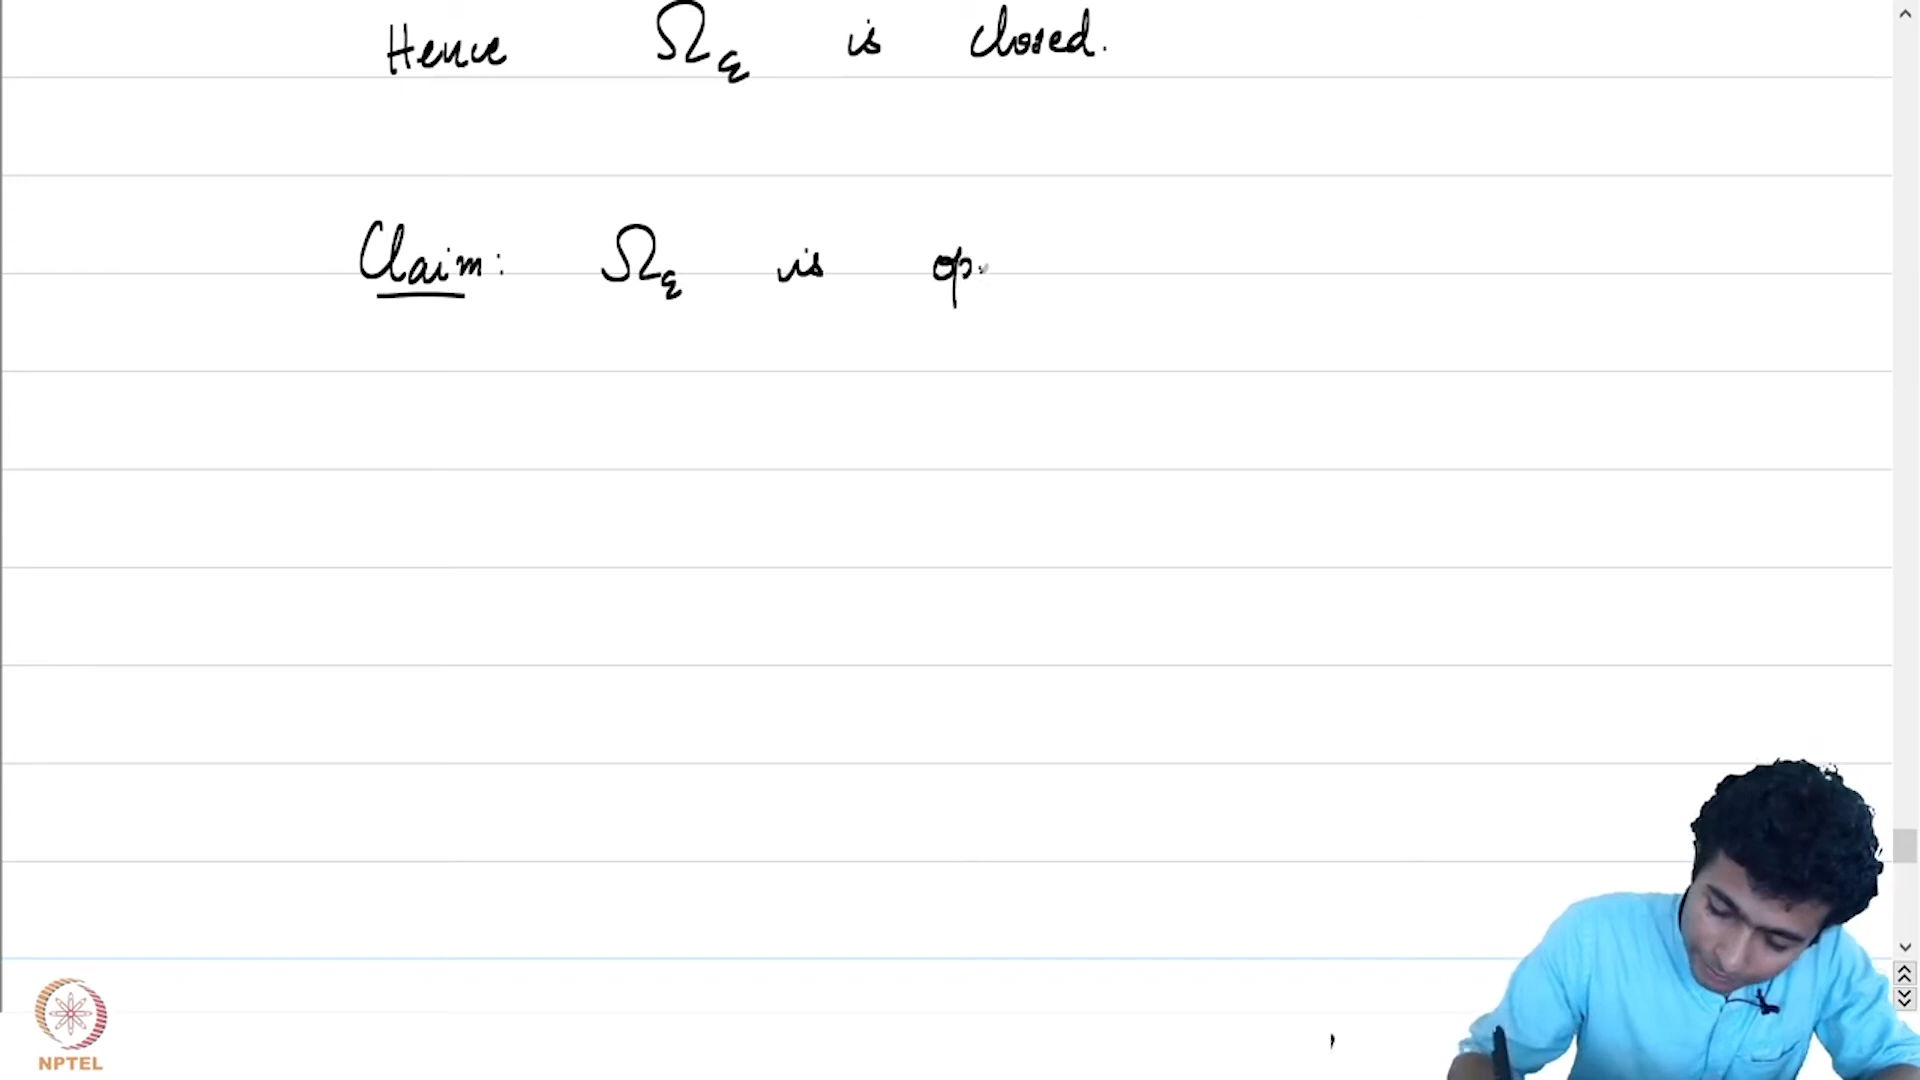 Hence Ω_ε is closed.
Claim: Ω_ε is op
NPTEL